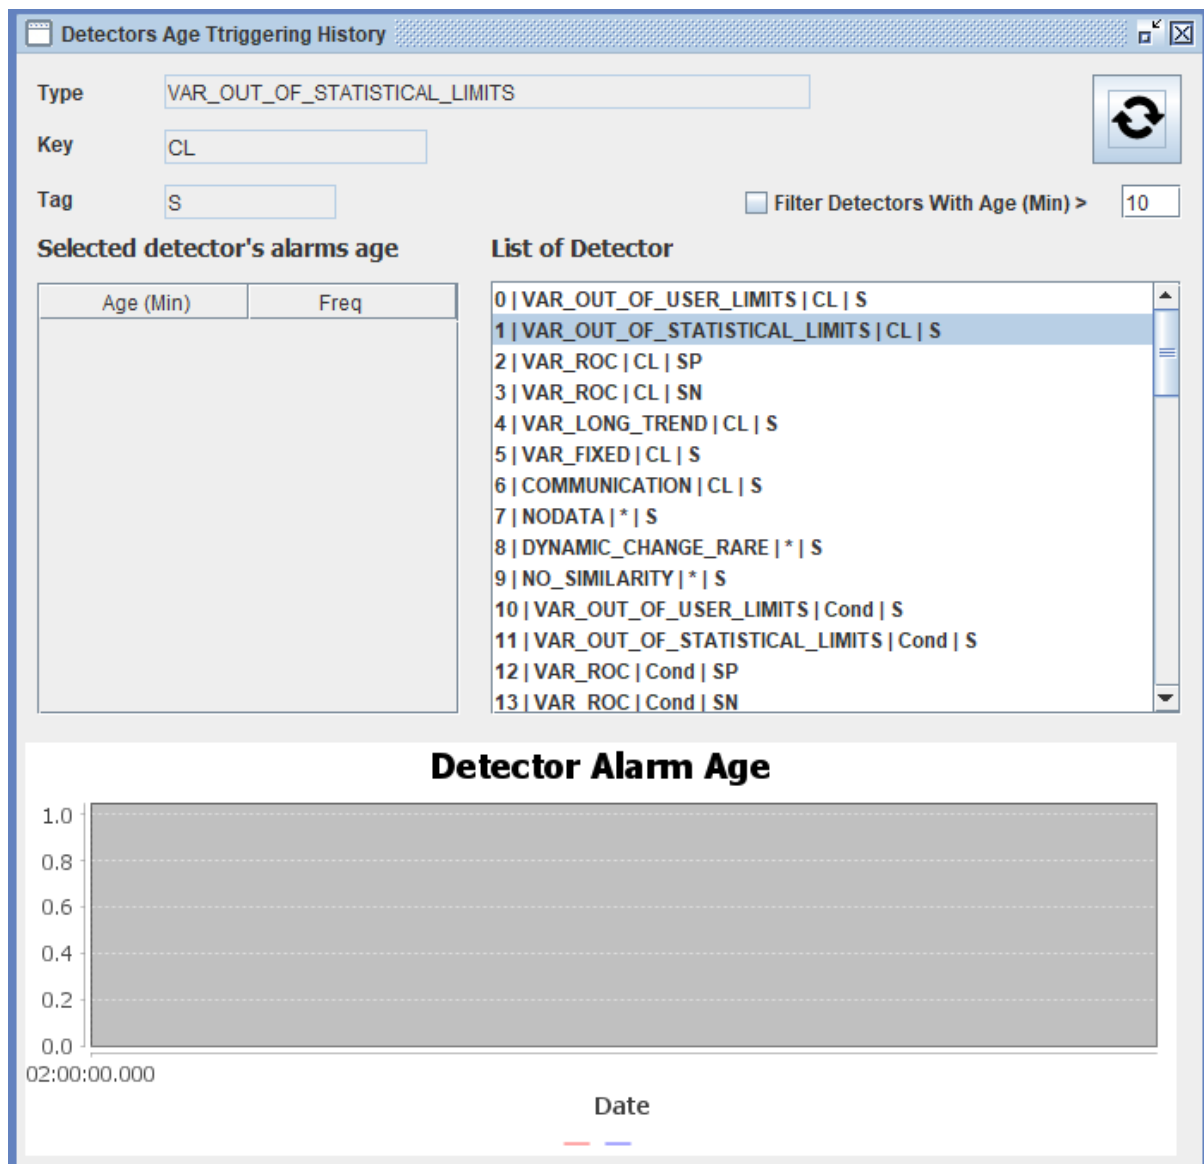 Detectors Age Ttriggering History
Type VAR_OUT_OF_STATISTICAL_LIMITS
Key CL
Tag S
Filter Detectors With Age (Min) > 10
Selected detector's alarms age
Age (Min) Freq
List of Detector
0 | VAR_OUT_OF_USER_LIMITS | CL | S
1 | VAR_OUT_OF_STATISTICAL_LIMITS | CL | S
2 | VAR_ROC | CL | SP
3 | VAR_ROC | CL | SN
4 | VAR_LONG_TREND | CL | S
5 | VAR_FIXED | CL | S
6 | COMMUNICATION | CL | S
7 | NODATA | * | S
8 | DYNAMIC_CHANGE_RARE | * | S
9 | NO_SIMILARITY | * | S
10 | VAR_OUT_OF_USER_LIMITS | Cond | S
11 | VAR_OUT_OF_STATISTICAL_LIMITS | Cond | S
12 | VAR_ROC | Cond | SP
13 | VAR_ROC | Cond | SN
Detector Alarm Age
1.0
0.8
0.6
0.4
0.2
0.0
02:00:00.000
Date